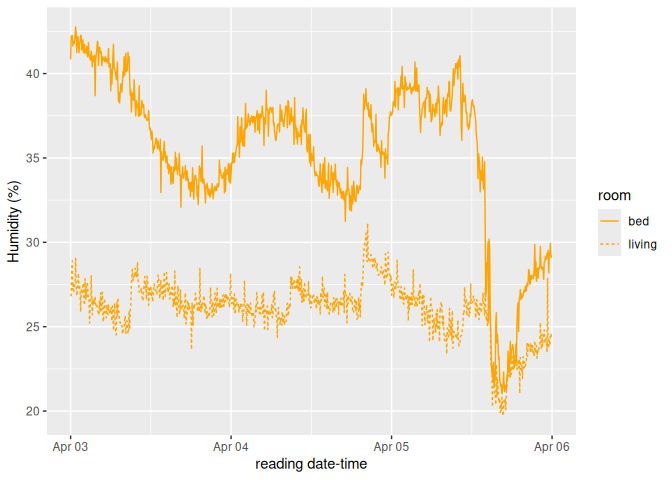 40
35
30
25
20
Humidity (%)
Apr 03
Apr 04
Apr 05
Apr 06
reading date-time
room
bed
living